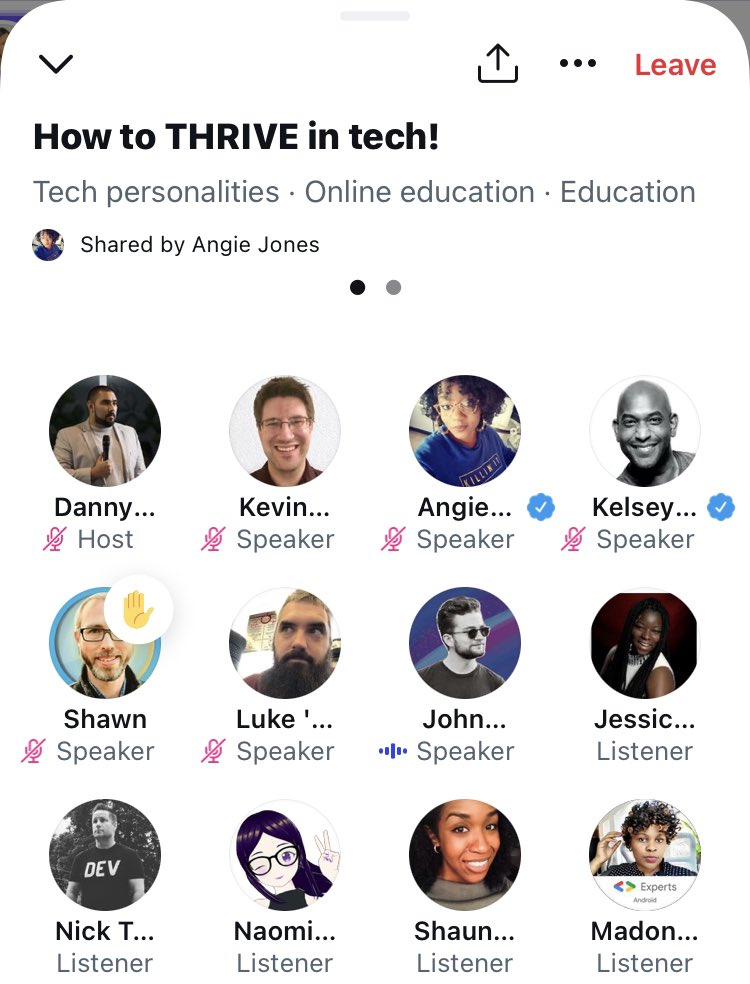 Leave
How to THRIVE in tech!
Tech personalities · Online education · Education
Shared by Angie Jones
KILLIN IT
Danny... Kevin... Angie... Kelsey...
Host Speaker Speaker Speaker
Shawn Luke '... John... Jessic...
Speaker Speaker Speaker Listener
DEV
Experts
Android
Nick T... Naomi... Shaun... Madon...
Listener Listener Listener Listener